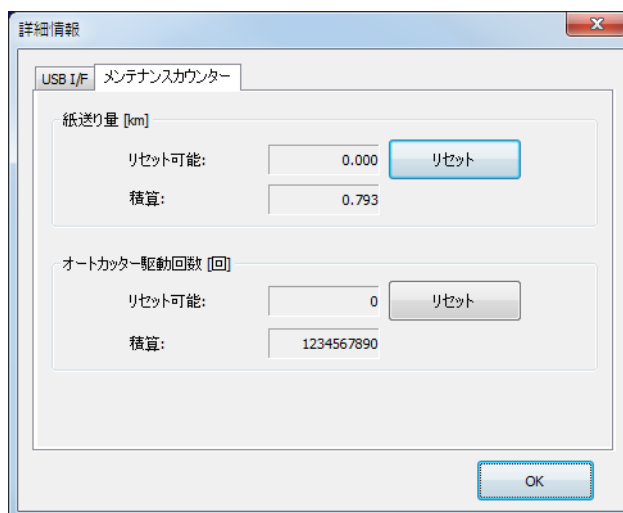 詳細情報
USB I/F メンテナンスカウンター
紙送り量 [km]
リセット可能: 0.000 リセット
積算: 0.793
オートカッター駆動回数 [回]
リセット可能: 0 リセット
積算: 1234567890
OK